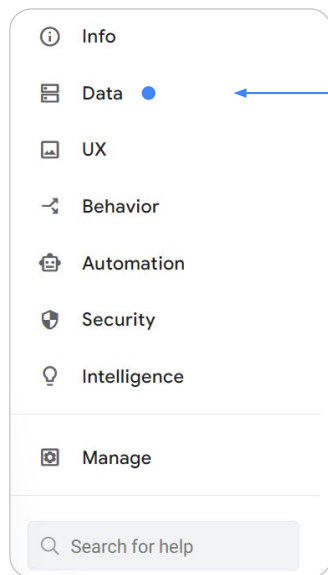 Info
Data
UX
Behavior
Automation
Security
Intelligence
Manage
Search for help